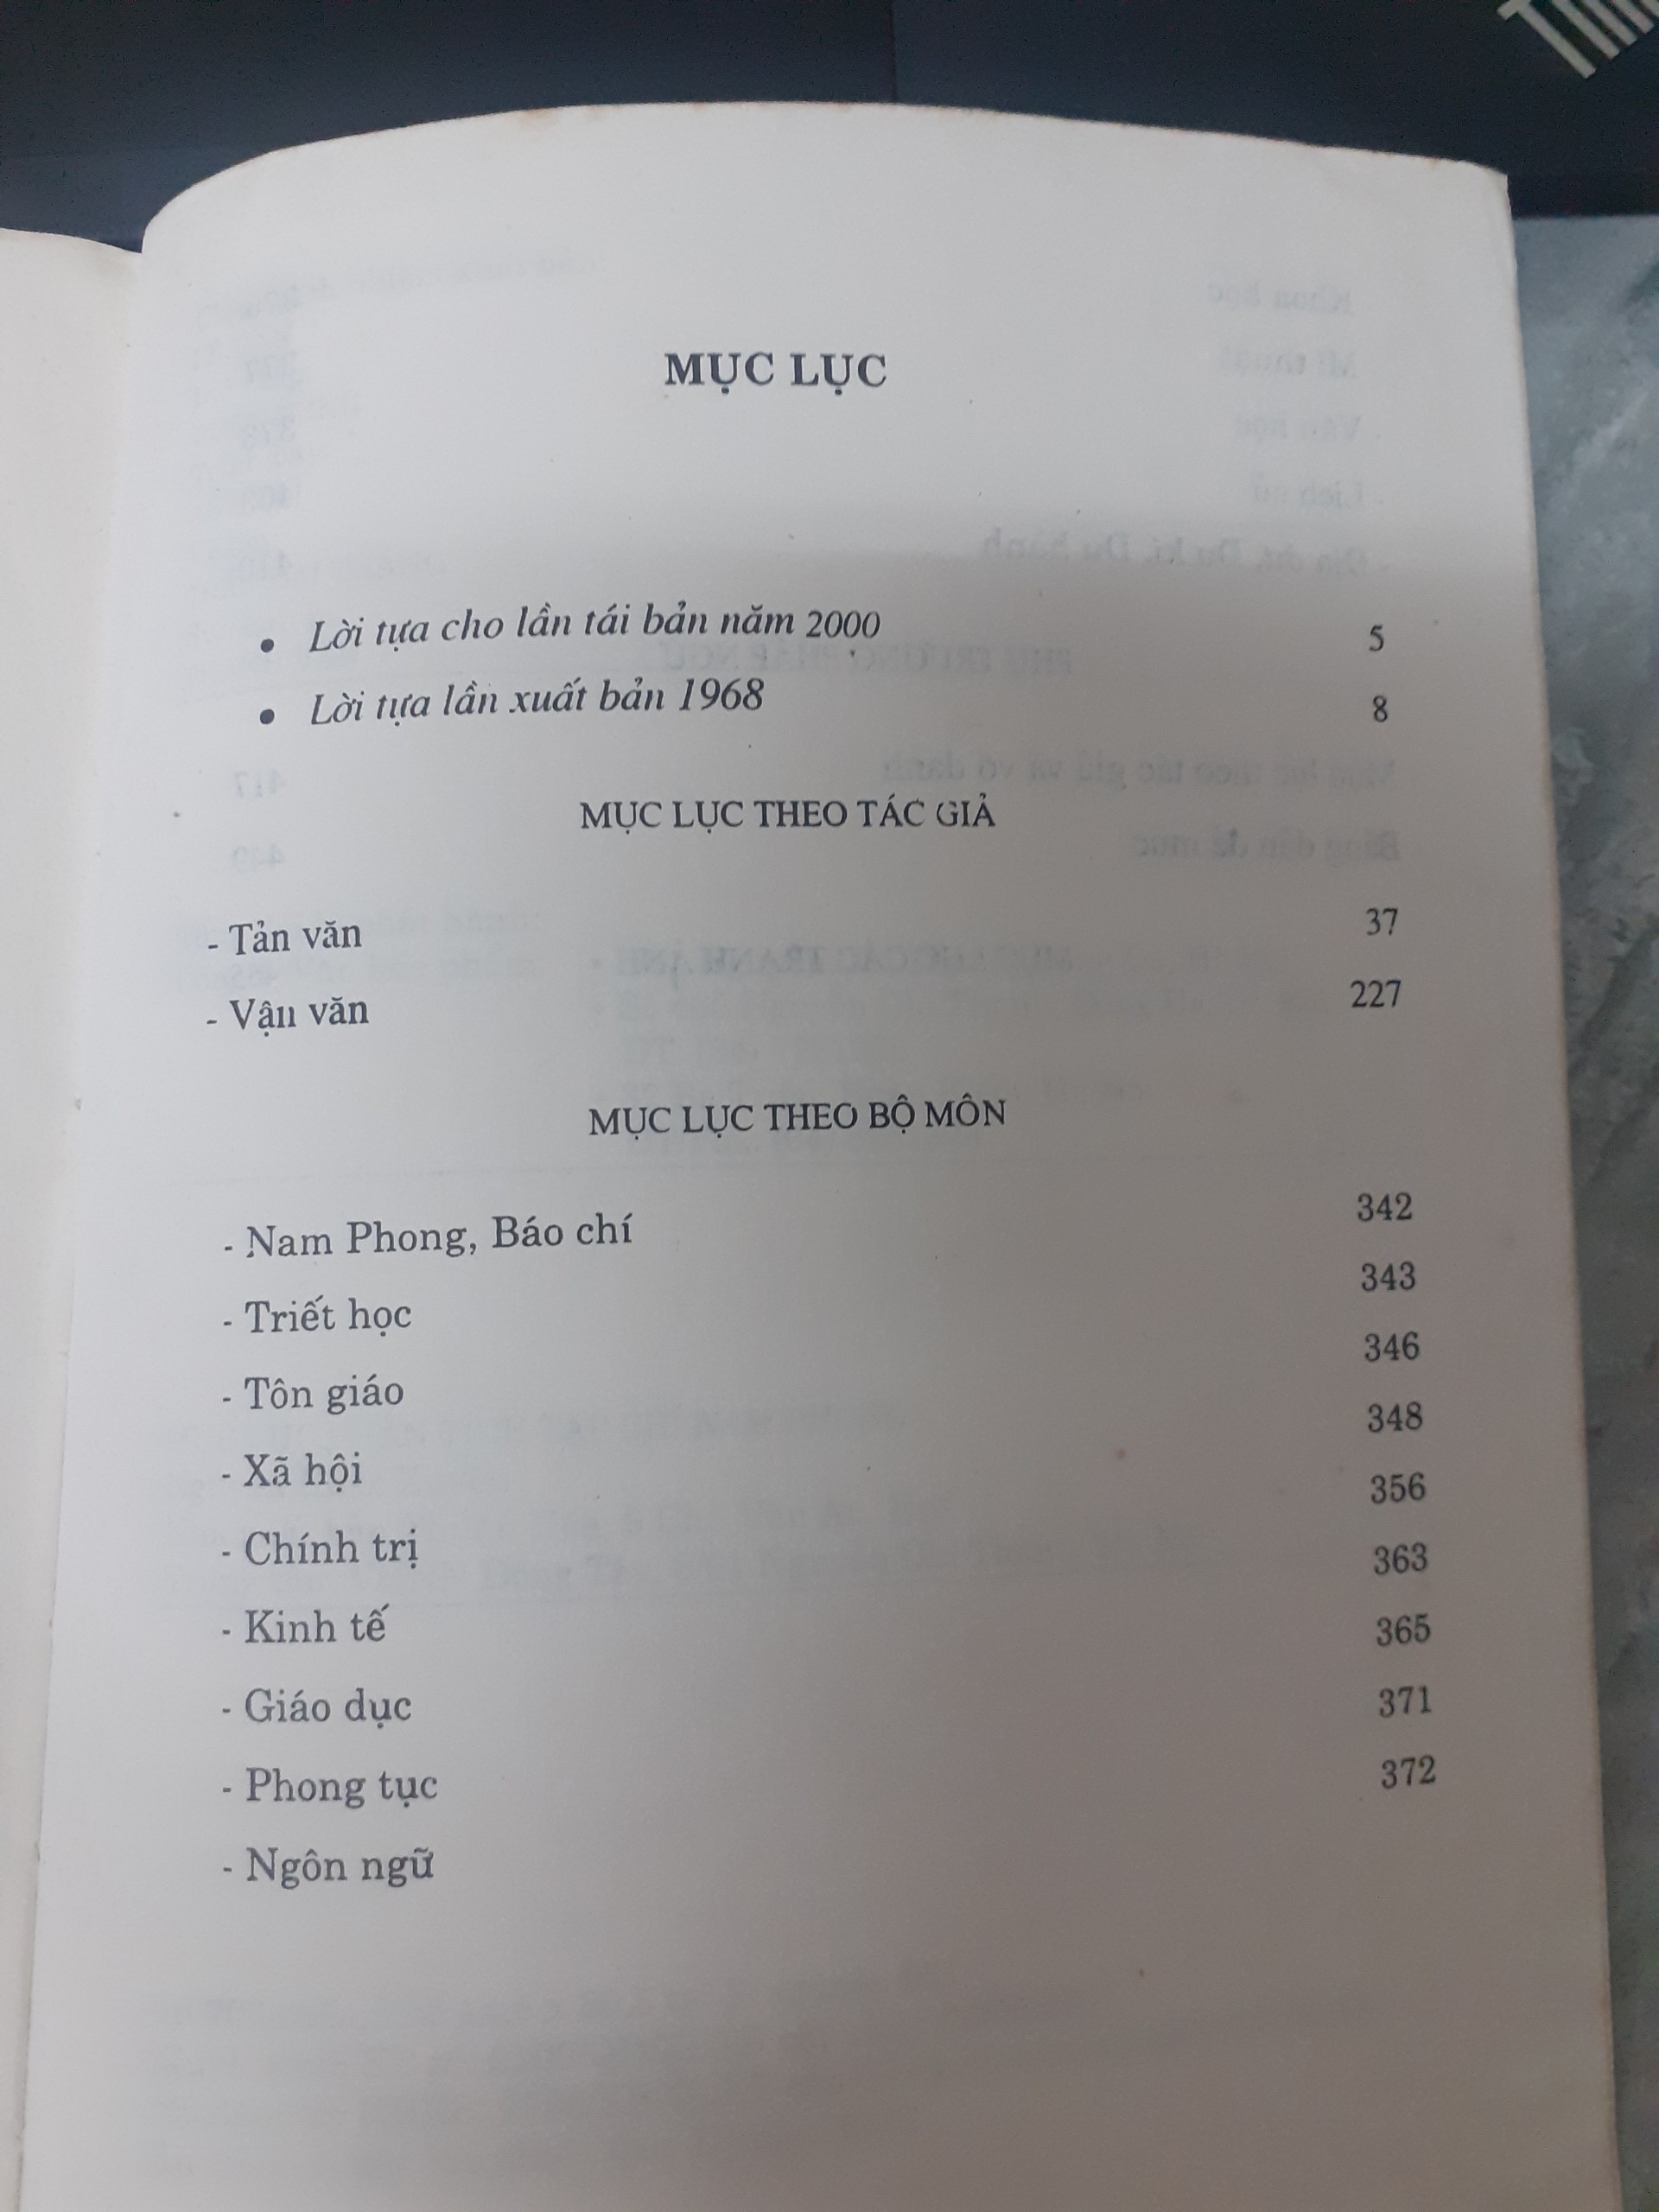 MỤC LỤC
• Lời tựa cho lần tái bản năm 2000 5
• Lời tựa lần xuất bản 1968 8
MỤC LỤC THEO TÁC GIẢ
- Tản văn 37
- Vận văn 227
MỤC LỤC THEO BỘ MÔN
- Nam Phong, Báo chí 342
- Triết học 343
- Tôn giáo 346
- Xã hội 348
- Chính trị 356
- Kinh tế 363
- Giáo dục 365
- Phong tục 371
- Ngôn ngữ 372